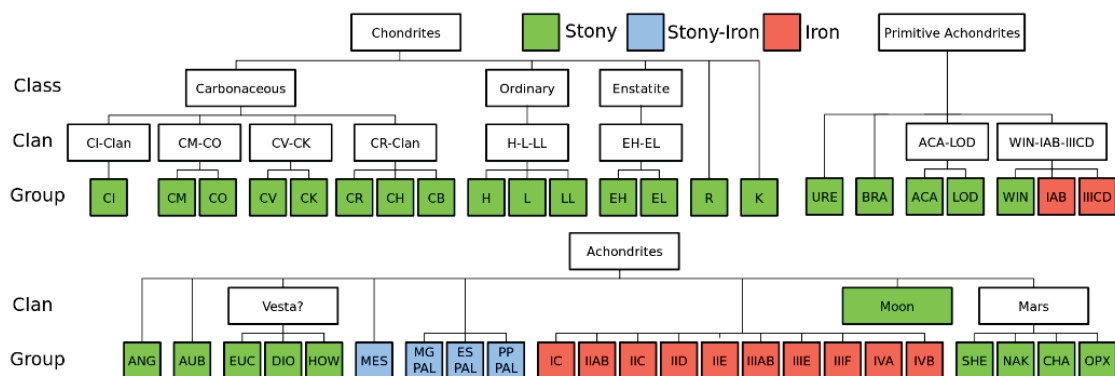 Chondrites Stony Stony-Iron Iron Primitive Achondrites
Class Carbonaceous Ordinary Enstatite
Clan CI-Clan CM-CO CV-CK CR-Clan H-L-LL EH-EL ACA-LOD WIN-IAB-IIICD
Group CI CM CO CV CK CR CH CB H L LL EH EL R K URE BRA ACA LOD WIN IAB IIICD
Achondrites
Clan Vesta? Moon Mars
Group ANG AUB EUC DIO HOW MES MG PAL ES PAL PP PAL IC IIAB IIC IID IIE IIIAB IIIE IIIF IVA IVB SHE NAK CHA OPX